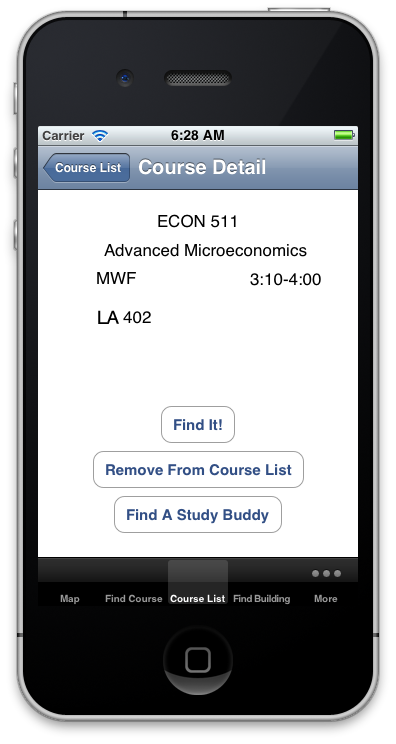 Carrier 6:28 AM
Course List Course Detail
ECON 511
Advanced Microeconomics
MWF 3:10-4:00
LA 402
Find It!
Remove From Course List
Find A Study Buddy
Map Find Course Course List Find Building More